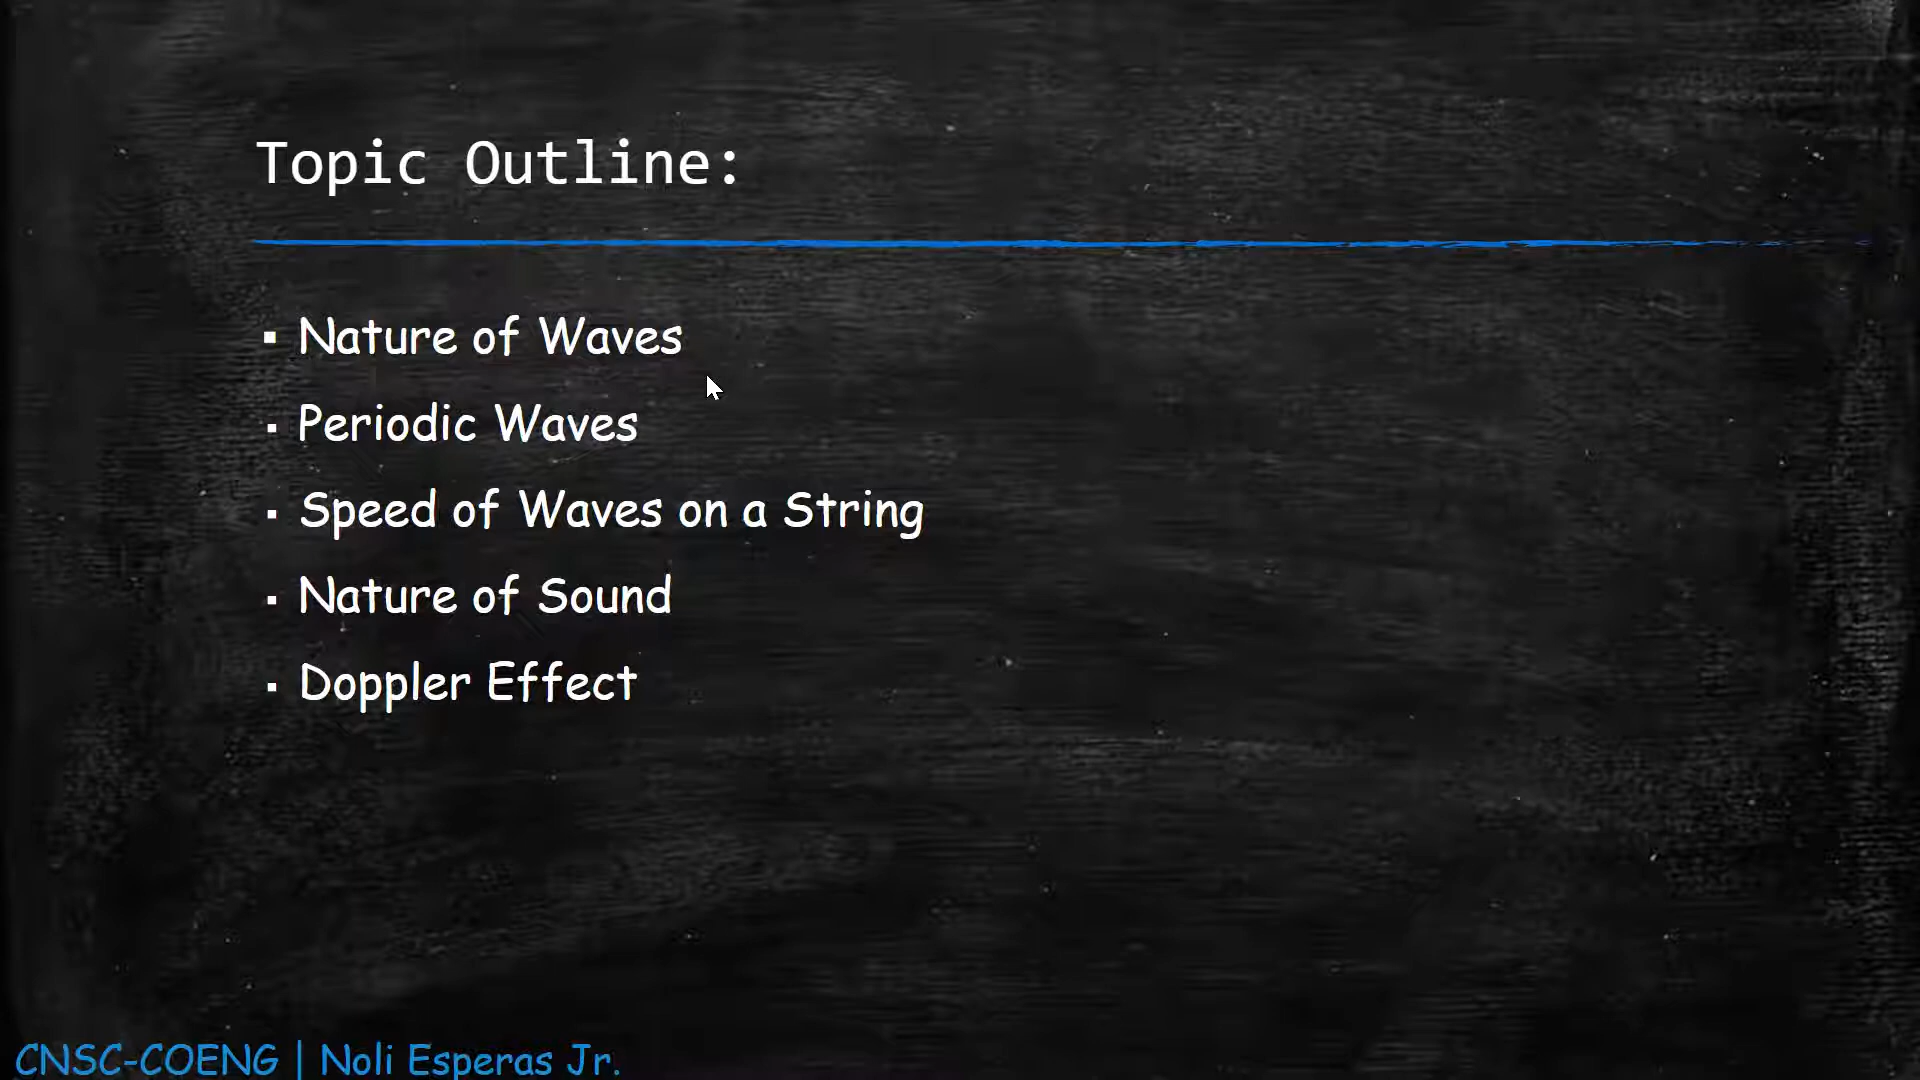 Topic Outline:
▪ Nature of Waves
▪ Periodic Waves
▪ Speed of Waves on a String
▪ Nature of Sound
▪ Doppler Effect
CNSC-COENG | Noli Esperas Jr.